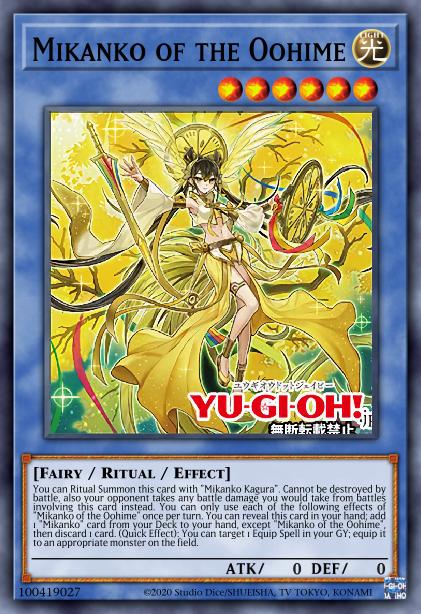 MIKANKO OF THE OOHIME
LIGHT
光
ユウギオウドットジェイピー
YU-GI-OH!
無断転載禁止
[FAIRY / RITUAL / EFFECT]
You can Ritual Summon this card with "Mikanko Kagura". Cannot be destroyed by
battle, also your opponent takes any battle damage you would take from battles
involving this card instead. You can only use each of the following effects of
"Mikanko of the Oohime" once per turn. You can reveal this card in your hand; add
1 "Mikanko" card from your Deck to your hand, except "Mikanko of the Oohime",
then discard 1 card. (Quick Effect): You can target 1 Equip Spell in your GY; equip it
to an appropriate monster on the field.
ATK/ 0 DEF/ 0
100419027 ©2020 Studio Dice/SHUEISHA, TV TOKYO, KONAMI